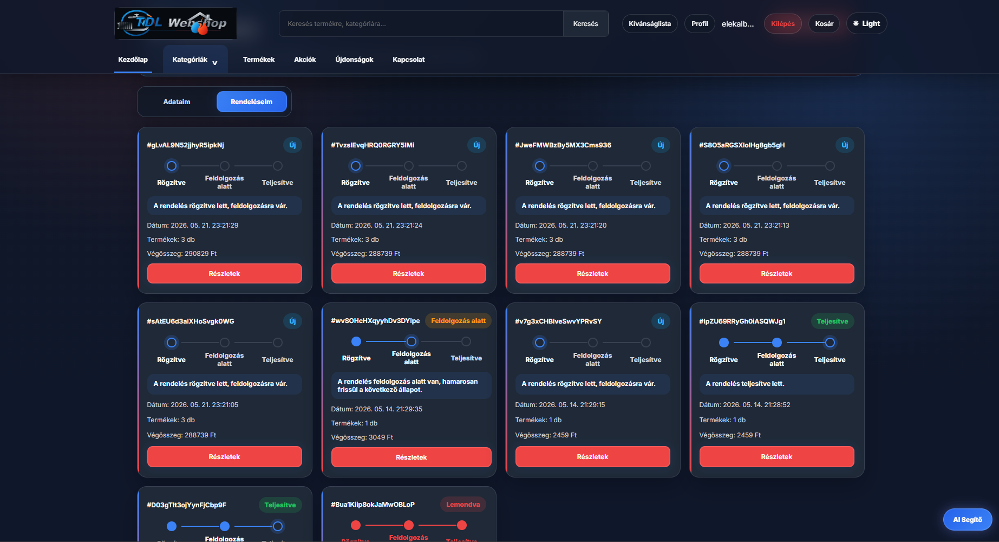 TDL Webshop
Keresés termékre, kategóriára...
Keresés
Kívánságlista
Profil
elekalb...
Kilépés
Kosár
Light
Kezdőlap
Kategóriák v
Termékek
Akciók
Újdonságok
Kapcsolat
Adataim
Rendeléseim
#gLvAL9N52jjhyR5ipkNj
Új
Rögzítve
Feldolgozás
alatt
Teljesítve
A rendelés rögzítve lett, feldolgozásra vár.
Dátum: 2026. 05. 21. 23:21:29
Termékek: 3 db
Végösszeg: 290829 Ft
Részletek
#TvzslEvqHRQ0RGRY5lMi
Új
Rögzítve
Feldolgozás
alatt
Teljesítve
A rendelés rögzítve lett, feldolgozásra vár.
Dátum: 2026. 05. 21. 23:21:24
Termékek: 3 db
Végösszeg: 288739 Ft
Részletek
#JweFMWBzBy5MX3Cms936
Új
Rögzítve
Feldolgozás
alatt
Teljesítve
A rendelés rögzítve lett, feldolgozásra vár.
Dátum: 2026. 05. 21. 23:21:20
Termékek: 3 db
Végösszeg: 288739 Ft
Részletek
#S8O5aRGSXIolHg8gb5gH
Új
Rögzítve
Feldolgozás
alatt
Teljesítve
A rendelés rögzítve lett, feldolgozásra vár.
Dátum: 2026. 05. 21. 23:21:13
Termékek: 3 db
Végösszeg: 288739 Ft
Részletek
#sAtEU6d3alXHoSvgk0WG
Új
Rögzítve
Feldolgozás
alatt
Teljesítve
A rendelés rögzítve lett, feldolgozásra vár.
Dátum: 2026. 05. 21. 23:21:05
Termékek: 3 db
Végösszeg: 288739 Ft
Részletek
#wvSOHcHXqyyhDv3DYlpe
Feldolgozás alatt
Rögzítve
Feldolgozás
alatt
Teljesítve
A rendelés feldolgozás alatt van, hamarosan
frissül a következő állapot.
Dátum: 2026. 05. 14. 21:29:35
Termékek: 1 db
Végösszeg: 3049 Ft
Részletek
#v7g3xCHBlveSwvYPRvSY
Új
Rögzítve
Feldolgozás
alatt
Teljesítve
A rendelés rögzítve lett, feldolgozásra vár.
Dátum: 2026. 05. 14. 21:29:15
Termékek: 1 db
Végösszeg: 2459 Ft
Részletek
#lpZU69RRyGh0iASQWJg1
Teljesítve
Rögzítve
Feldolgozás
alatt
Teljesítve
A rendelés teljesítve lett.
Dátum: 2026. 05. 14. 21:28:52
Termékek: 1 db
Végösszeg: 2459 Ft
Részletek
#D03gTlt3ojYynFjCbp9F
Teljesítve
Feldolgozás
#Bua1Kiip8okJaMwOBLoP
Lemondva
Rögzítve
Feldolgozás
Teljesítve
AI Segítő